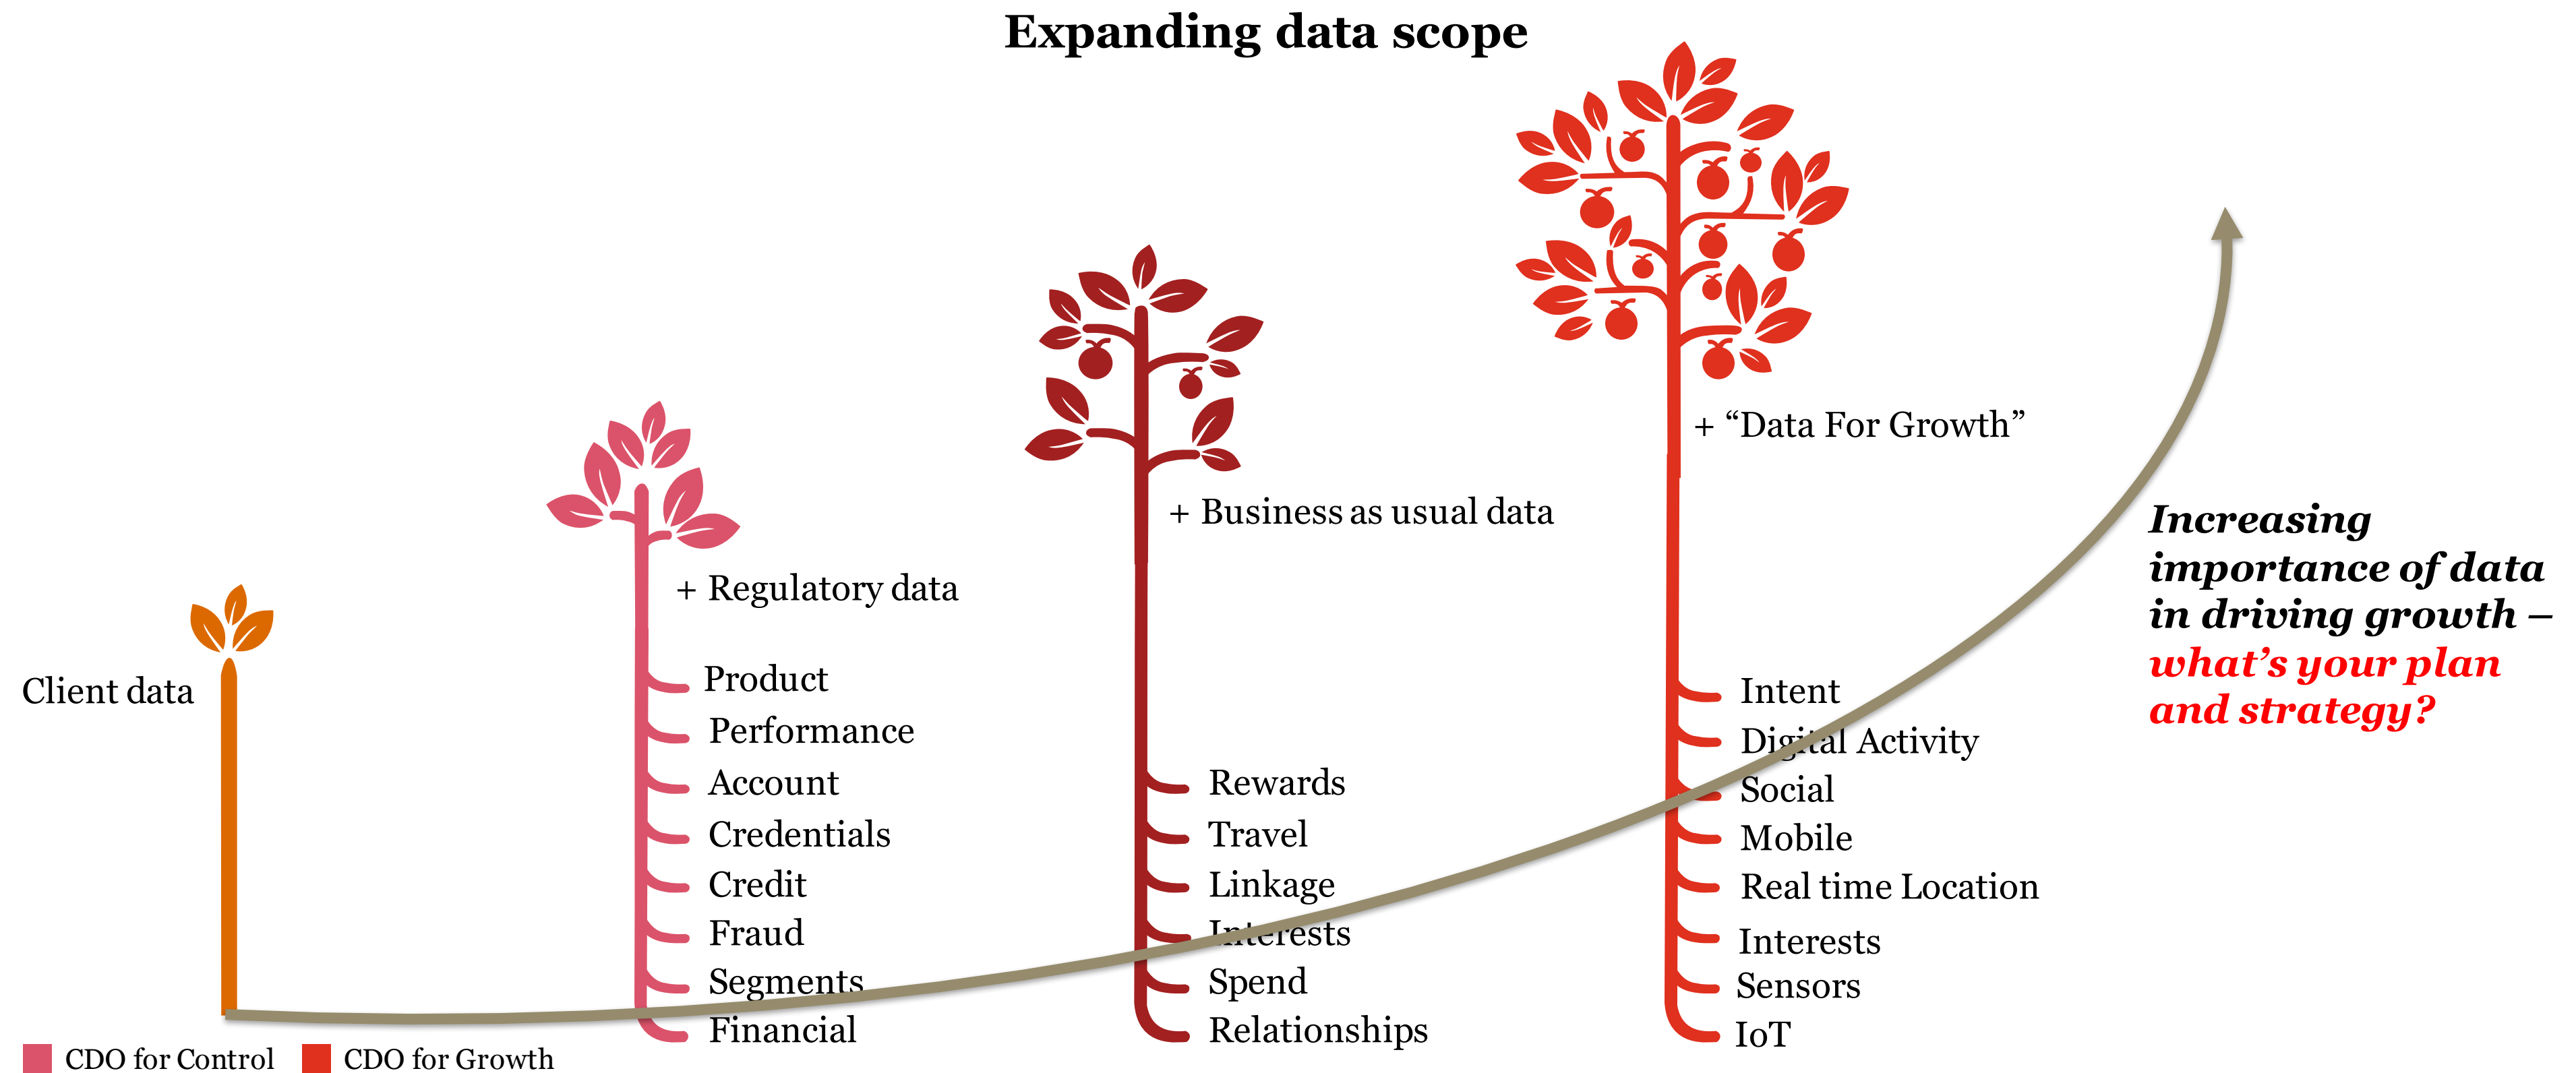 Expanding data scope
Client data
+ Regulatory data
Product
Performance
Account
Credentials
Credit
Fraud
Segments
Financial
+ Business as usual data
Rewards
Travel
Linkage
Interests
Spend
Relationships
+ “Data For Growth”
Intent
Digital Activity
Social
Mobile
Real time Location
Interests
Sensors
IoT
Increasing
importance of data
in driving growth –
what’s your plan
and strategy?
CDO for Control
CDO for Growth